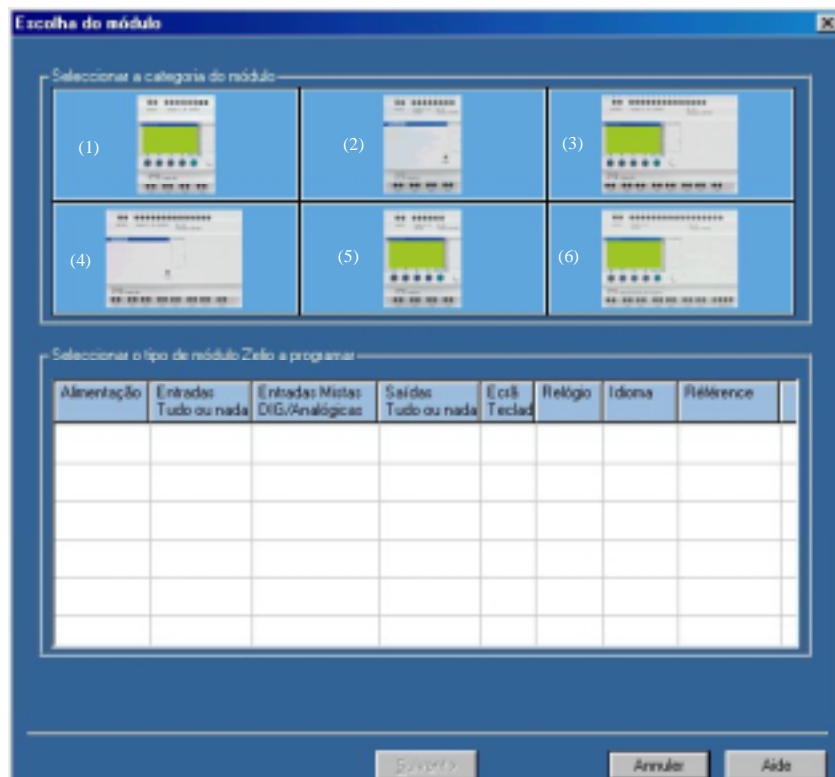 Escolha do módulo
Seleccionar a categoria do módulo
(1)
(2)
(3)
(4)
(5)
(6)
Seleccionar o tipo de módulo Zelio a programar
Alimentação
Entradas
Tudo ou nada
Entradas Mistas
DIG./Analógicas
Saídas
Tudo ou nada
Ecrã
Teclad
Relógio
Idioma
Référence
Annuler
Aide